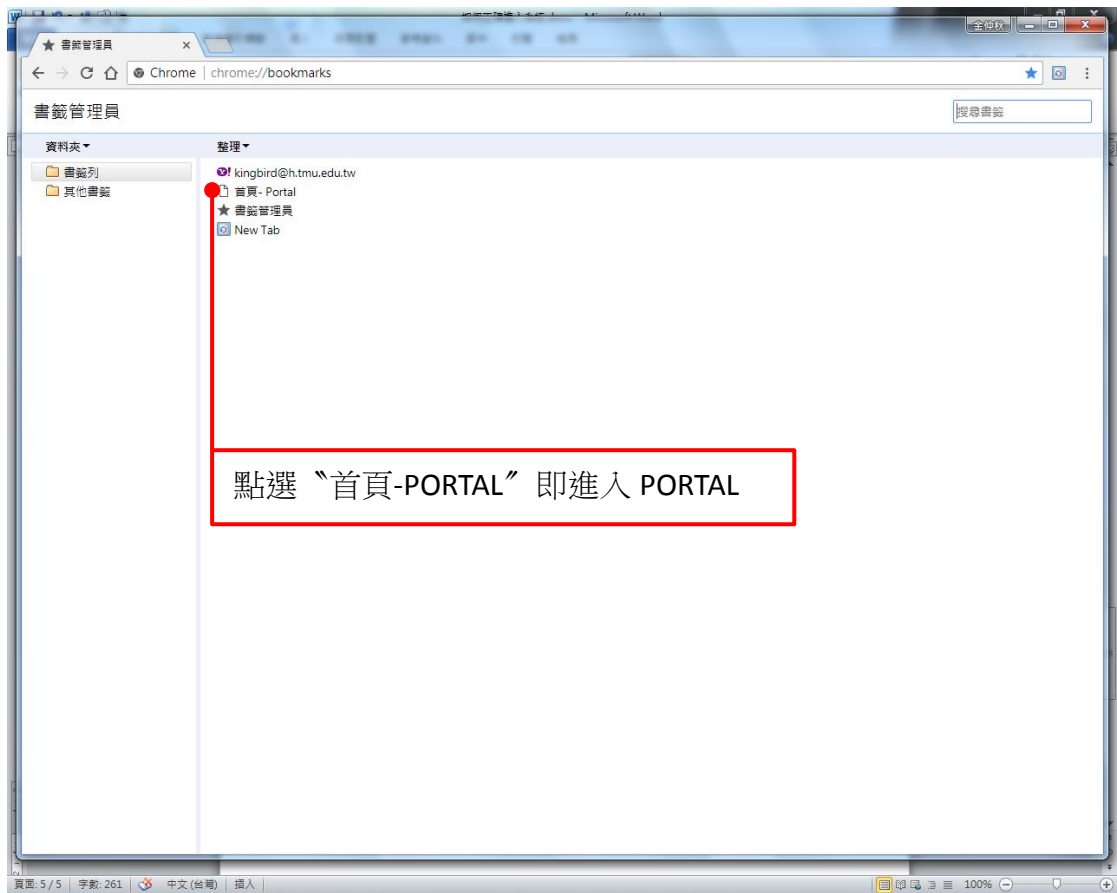 書籤管理員
Chrome | chrome://bookmarks
書籤管理員
搜尋書籤
資料夾 整理
書籤列
其他書籤
kingbird@h.tmu.edu.tw
首頁- Portal
書籤管理員
New Tab
點選〝首頁-PORTAL〞即進入 PORTAL
頁面: 5 / 5 字數: 261 中文(台灣) 插入 100%